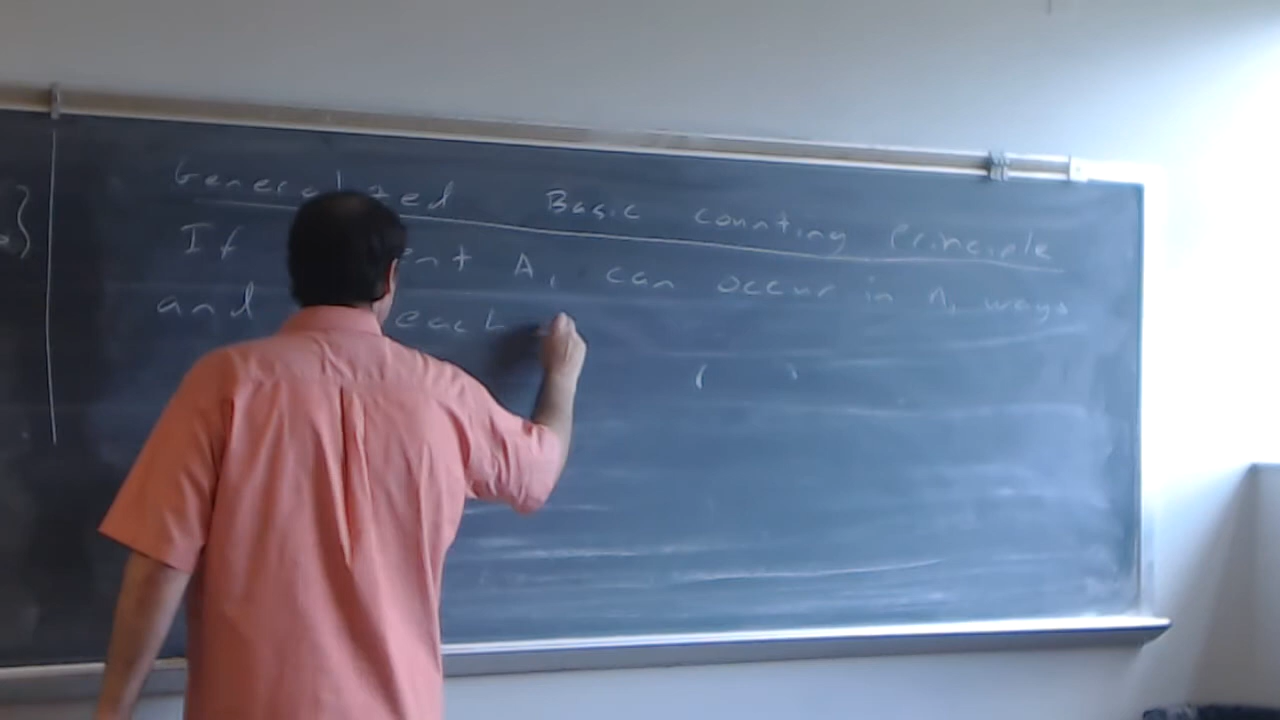 Generalized Basic Counting Principle
If ent A₁ can occur in n₁ ways
and each